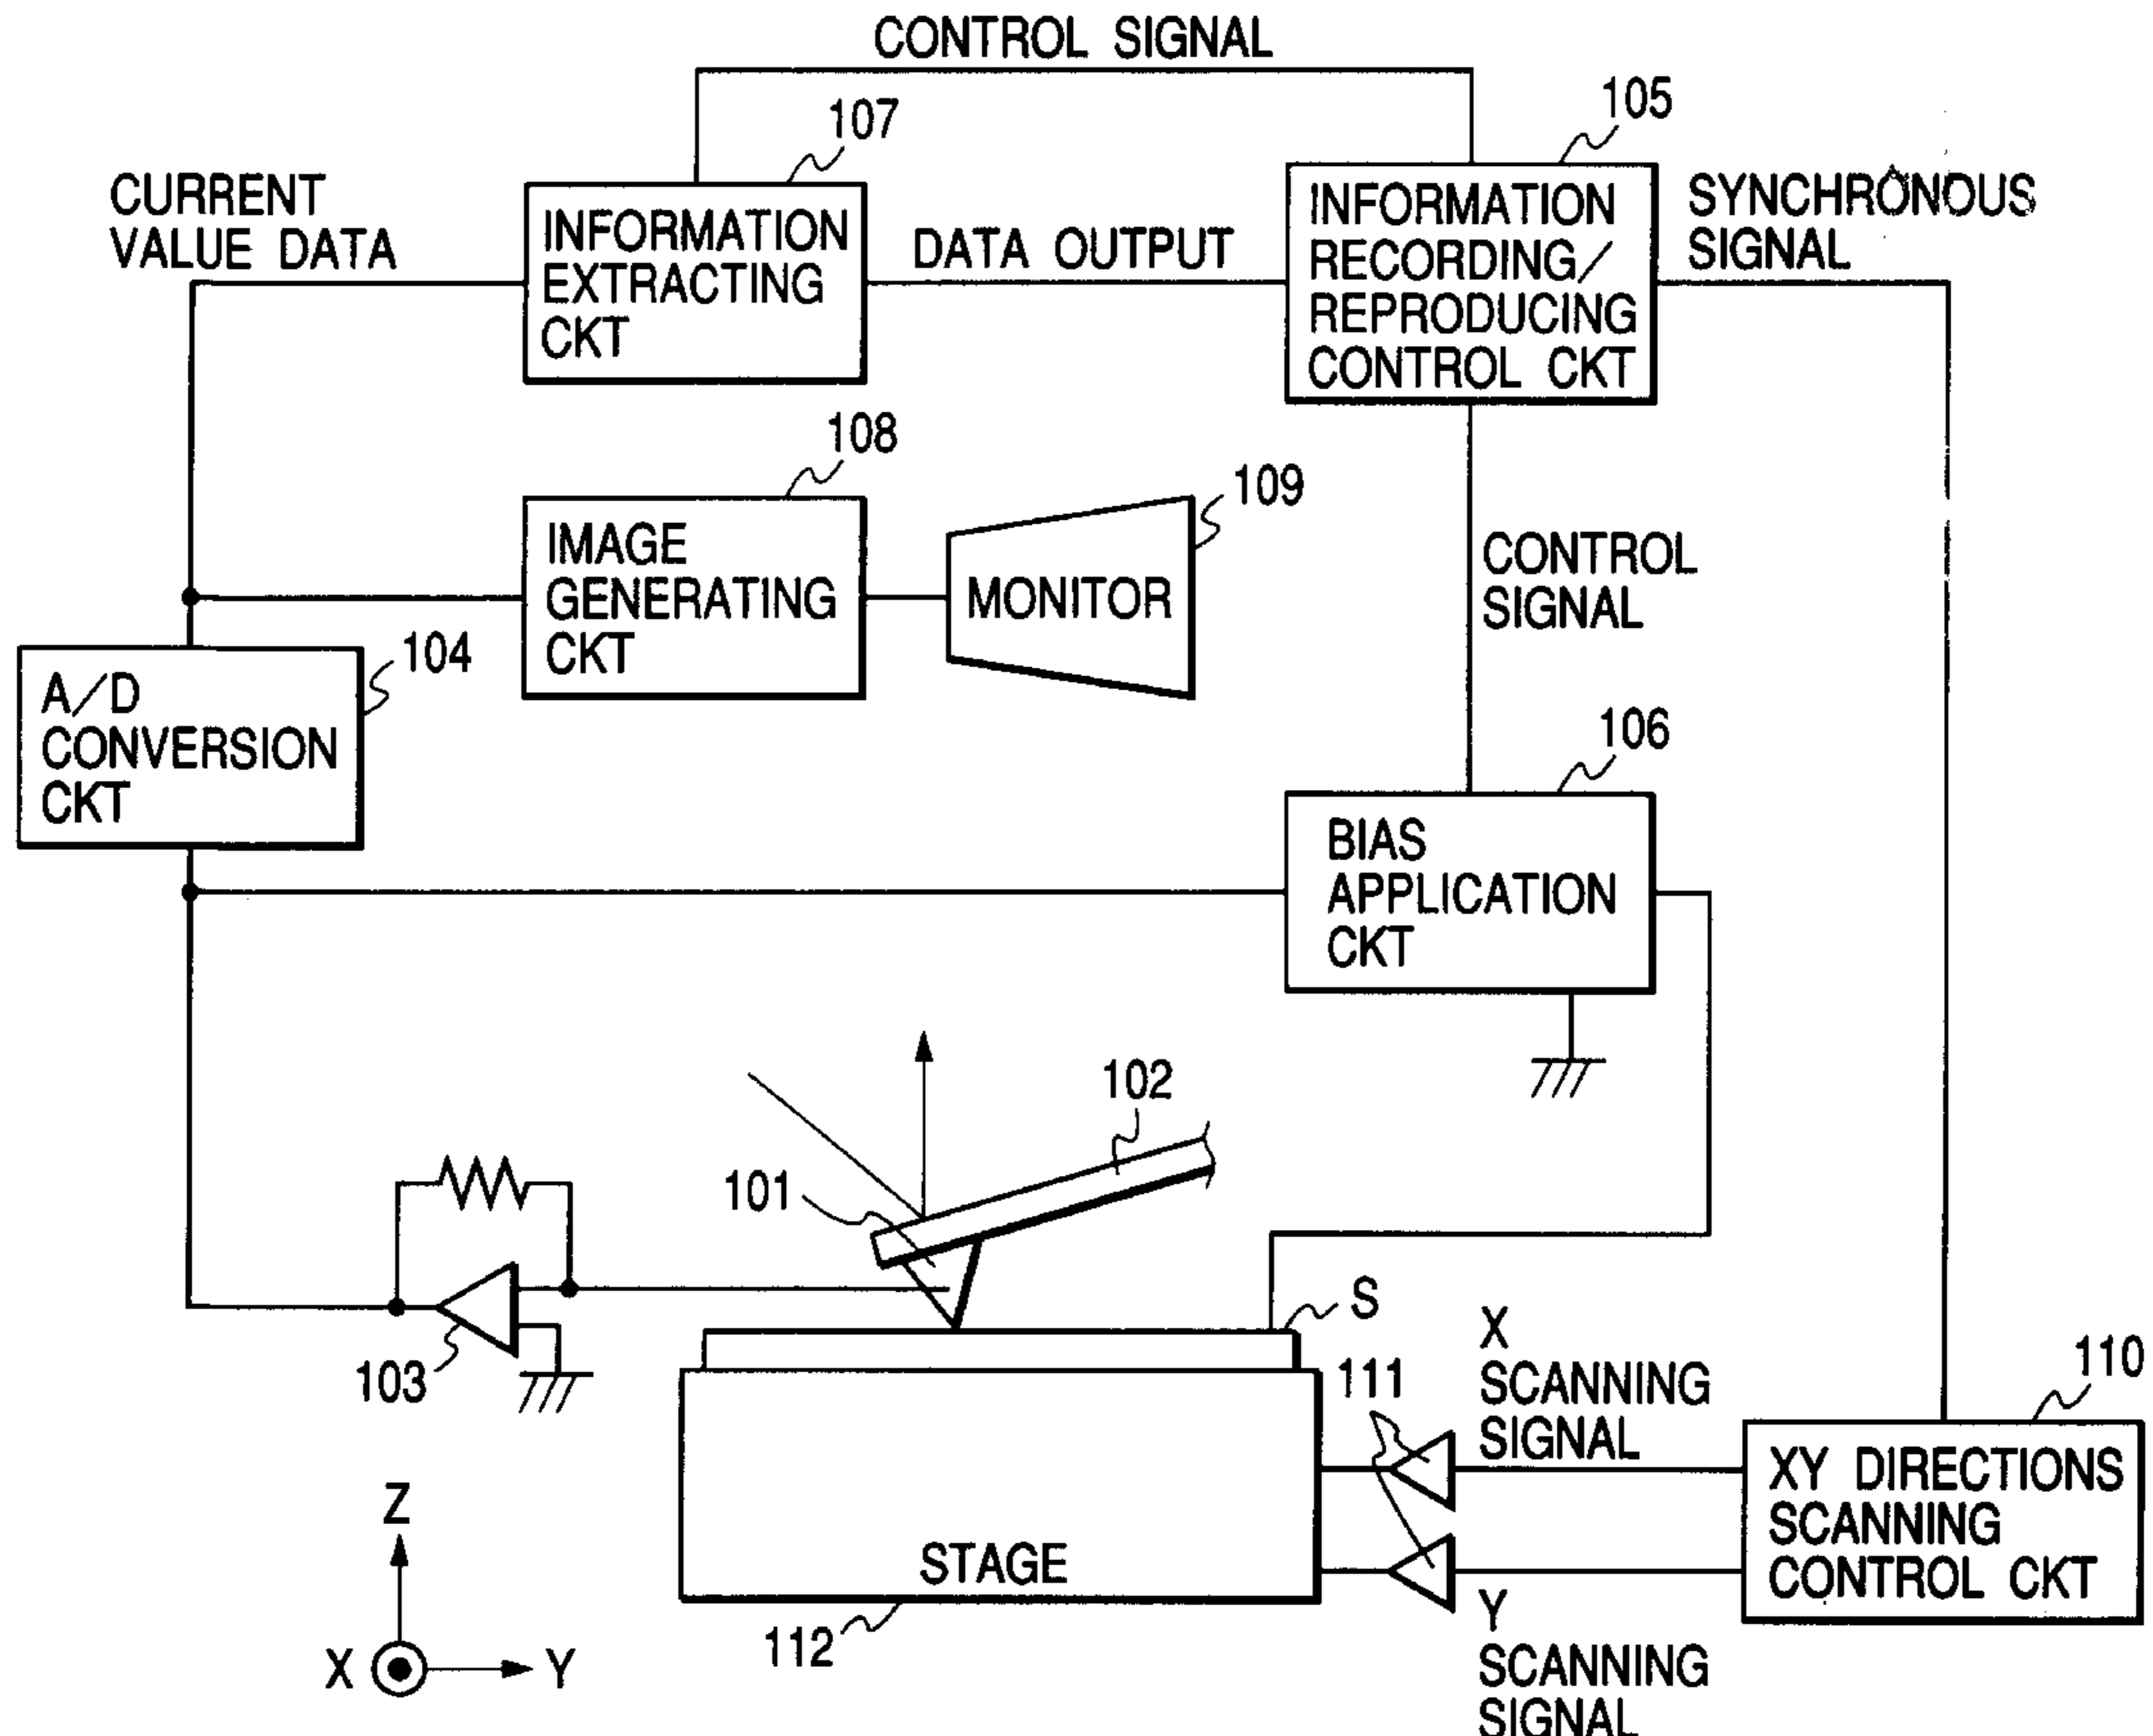 CONTROL SIGNAL
107
105
CURRENT
VALUE DATA
INFORMATION
EXTRACTING
CKT
DATA OUTPUT
INFORMATION
RECORDING/
REPRODUCING
CONTROL CKT
SYNCHRONOUS
SIGNAL
108
109
IMAGE
GENERATING
CKT
MONITOR
CONTROL
SIGNAL
104
A/D
CONVERSION
CKT
106
BIAS
APPLICATION
CKT
102
101
103
S
111
X
SCANNING
SIGNAL
110
XY DIRECTIONS
SCANNING
CONTROL CKT
STAGE
112
Y
SCANNING
SIGNAL
Z
X
Y